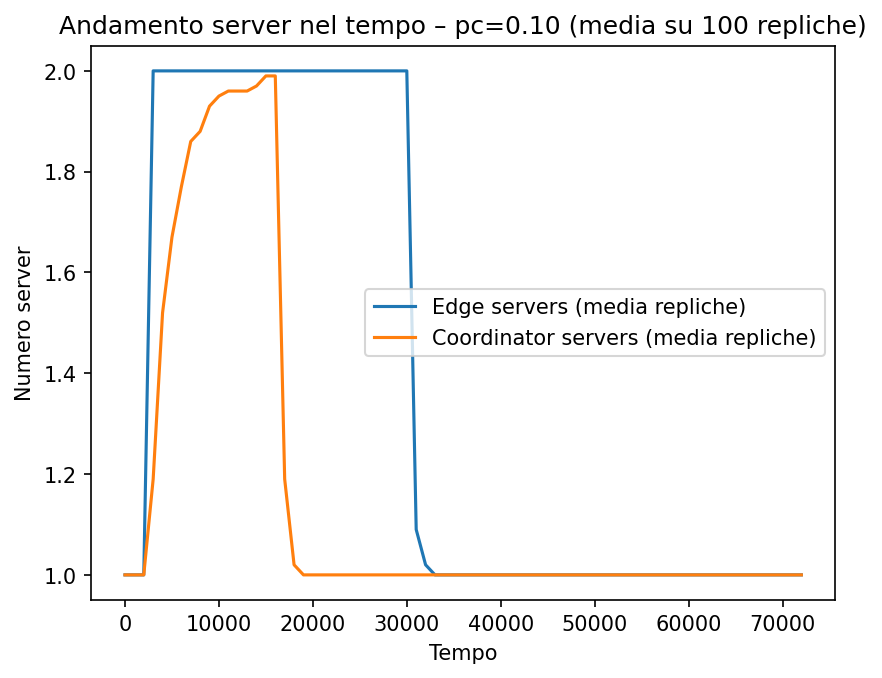 Andamento server nel tempo – pc=0.10 (media su 100 repliche)
Numero server
2.0
1.8
1.6
1.4
1.2
1.0
Edge servers (media repliche)
Coordinator servers (media repliche)
0 10000 20000 30000 40000 50000 60000 70000
Tempo